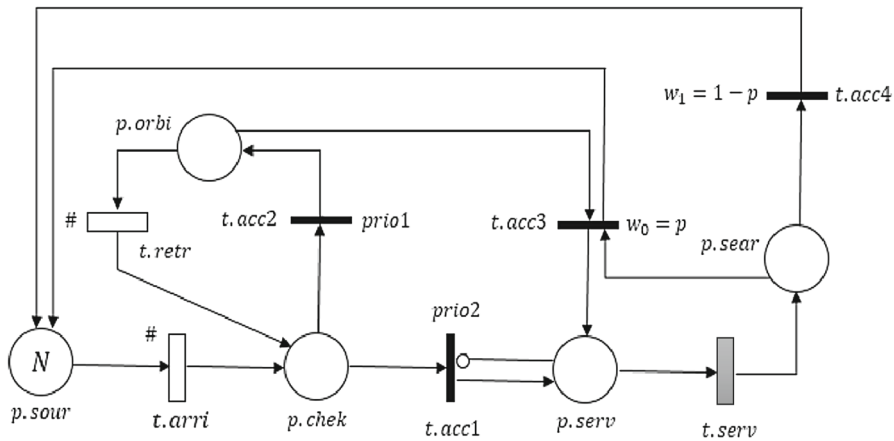 w₁ = 1 − p
t.acc4
p.orbi
#
t.acc2
prio1
t.acc3
w₀ = p
p.sear
t.retr
prio2
#
N
p.sour
t.arri
p.chek
t.acc1
p.serv
t.serv